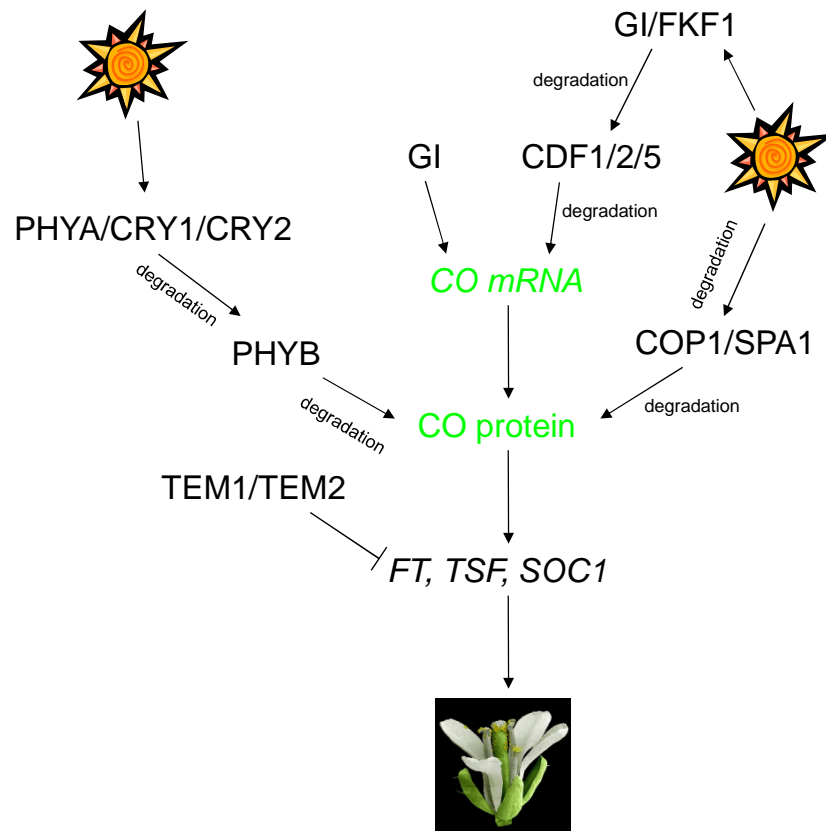 GI/FKF1
degradation
GI
CDF1/2/5
degradation
PHYA/CRY1/CRY2
degradation
degradation
CO mRNA
PHYB
COP1/SPA1
degradation
degradation
CO protein
TEM1/TEM2
FT, TSF, SOC1